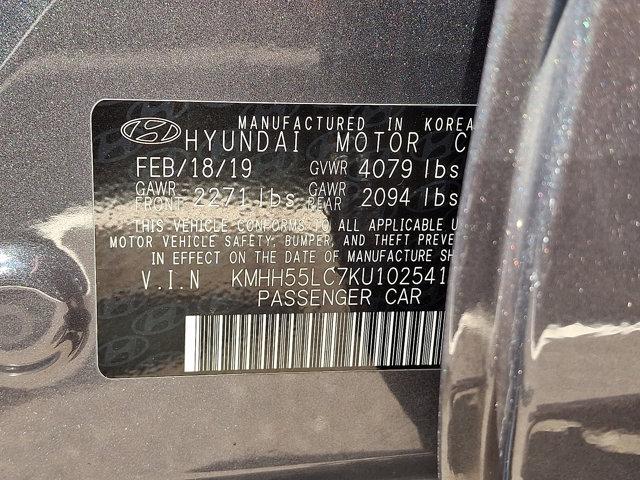 MANUFACTURED IN KOREA
HYUNDAI MOTOR C
FEB/18/19 GVWR 4079 lbs
GAWR FRONT 2271 lbs GAWR REAR 2094 lbs
THIS VEHICLE CONFORMS TO ALL APPLICABLE U
MOTOR VEHICLE SAFETY, BUMPER, AND THEFT PREVE
IN EFFECT ON THE DATE OF MANUFACTURE SH
V.I.N KMHH55LC7KU102541
PASSENGER CAR